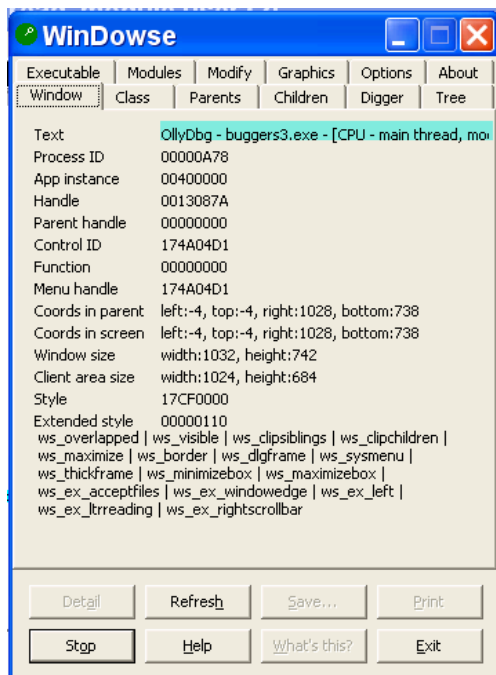 WinDowse
Executable Modules Modify Graphics Options About
Window Class Parents Children Digger Tree
Text OllyDbg - buggers3.exe - [CPU - main thread, mo
Process ID 00000A78
App instance 00400000
Handle 0013087A
Parent handle 00000000
Control ID 174A04D1
Function 00000000
Menu handle 174A04D1
Coords in parent left:-4, top:-4, right:1028, bottom:738
Coords in screen left:-4, top:-4, right:1028, bottom:738
Window size width:1032, height:742
Client area size width:1024, height:684
Style 17CF0000
Extended style 00000110
ws_overlapped | ws_visible | ws_clipsiblings | ws_clipchildren |
ws_maximize | ws_border | ws_dlgframe | ws_sysmenu |
ws_thickframe | ws_minimizebox | ws_maximizebox |
ws_ex_acceptfiles | ws_ex_windowedge | ws_ex_left |
ws_ex_ltrreading | ws_ex_rightscrollbar
Detail Refresh Save... Print
Stop Help What's this? Exit